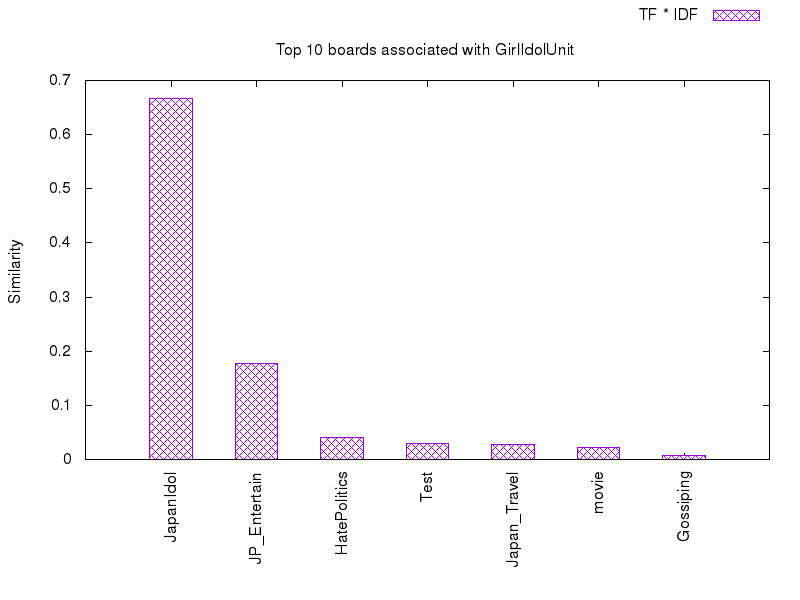 TF * IDF
Top 10 boards associated with GirlIdolUnit
Similarity
0.7
0.6
0.5
0.4
0.3
0.2
0.1
0
JapanIdol
JP_Entertain
HatePolitics
Test
Japan_Travel
movie
Gossiping